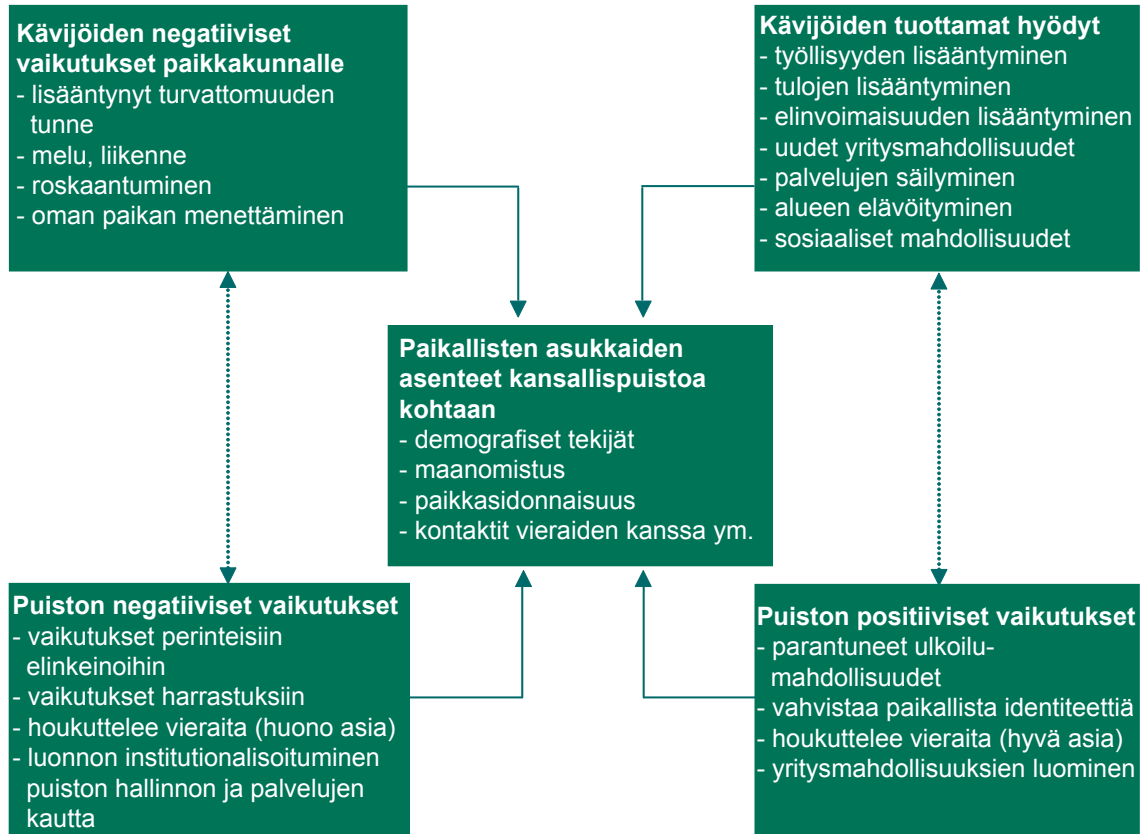 Kävijöiden negatiiviset
vaikutukset paikkakunnalle
- lisääntynyt turvattomuuden
tunne
- melu, liikenne
- roskaantuminen
- oman paikan menettäminen
Kävijöiden tuottamat hyödyt
- työllisyyden lisääntyminen
- tulojen lisääntyminen
- elinvoimaisuuden lisääntyminen
- uudet yritysmahdollisuudet
- palvelujen säilyminen
- alueen elävöityminen
- sosiaaliset mahdollisuudet
Paikallisten asukkaiden
asenteet kansallispuistoa
kohtaan
- demografiset tekijät
- maanomistus
- paikkasidonnaisuus
- kontaktit vieraiden kanssa ym.
Puiston negatiiviset vaikutukset
- vaikutukset perinteisiin
elinkeinoihin
- vaikutukset harrastuksiin
- houkuttelee vieraita (huono asia)
- luonnon institutionalisoituminen
puiston hallinnon ja palvelujen
kautta
Puiston positiiviset vaikutukset
- parantuneet ulkoilu-
mahdollisuudet
- vahvistaa paikallista identiteettiä
- houkuttelee vieraita (hyvä asia)
- yritysmahdollisuuksien luominen